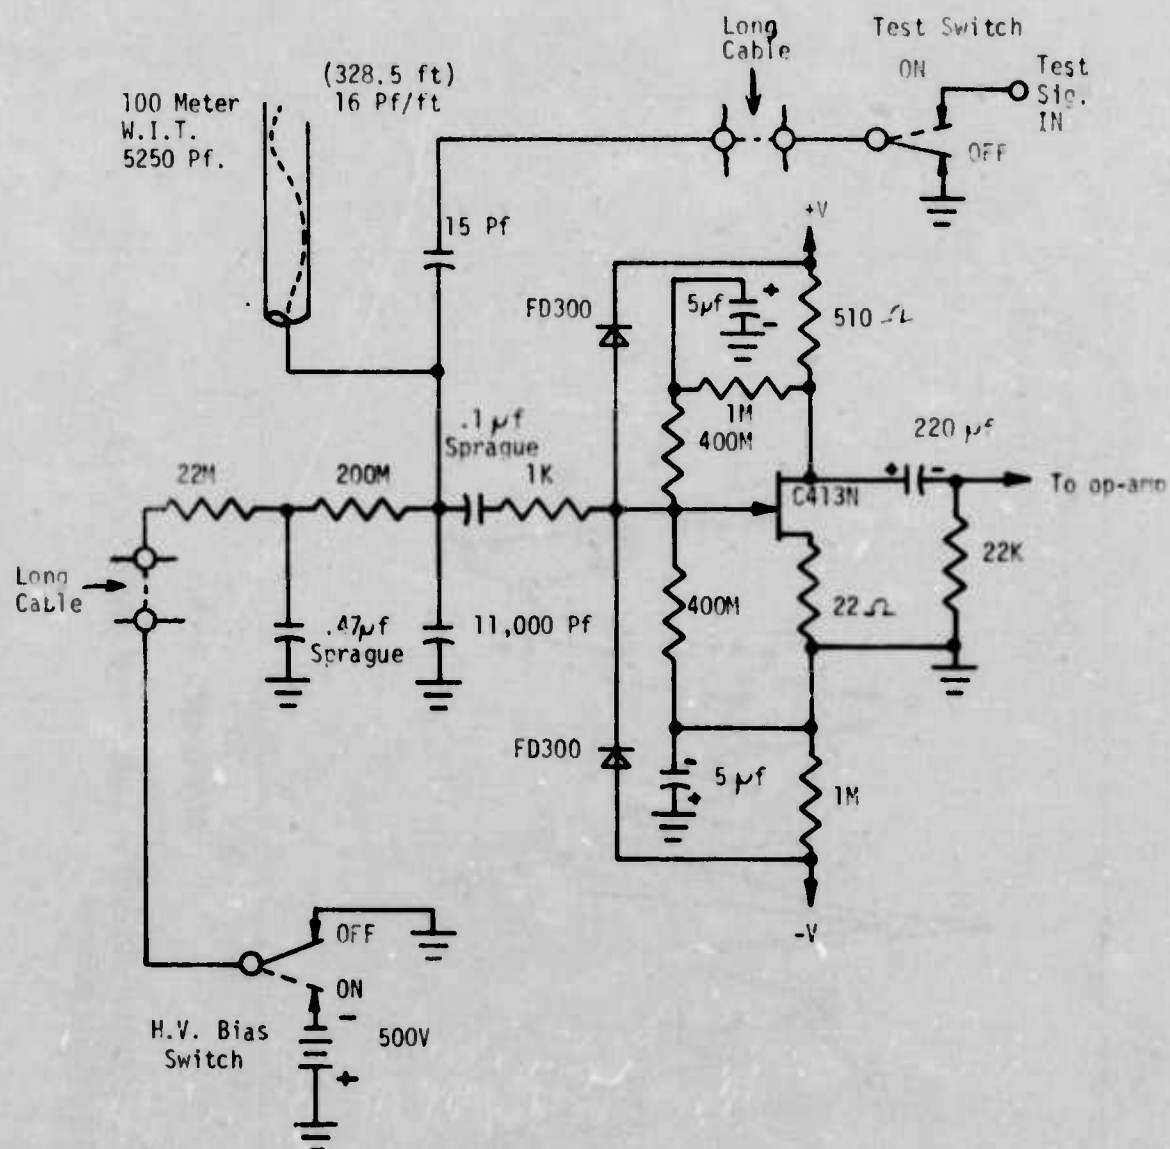 Long
Cable
Test Switch
ON
Test
Sig.
IN
OFF
(328.5 ft)
16 Pf/ft
100 Meter
W.I.T.
5250 Pf.
15 Pf
+V
FD300
5μf
+
-
510 Ω
1M
400M
.1 μf
Sprague
1K
22M
200M
220 μf
+
-
C413N
To op-amp
22K
Long
Cable
.47μf
Sprague
11,000 Pf
400M
22 Ω
FD300
-
5 μf
+
1M
-V
OFF
ON
-
H.V. Bias
Switch
500V
+